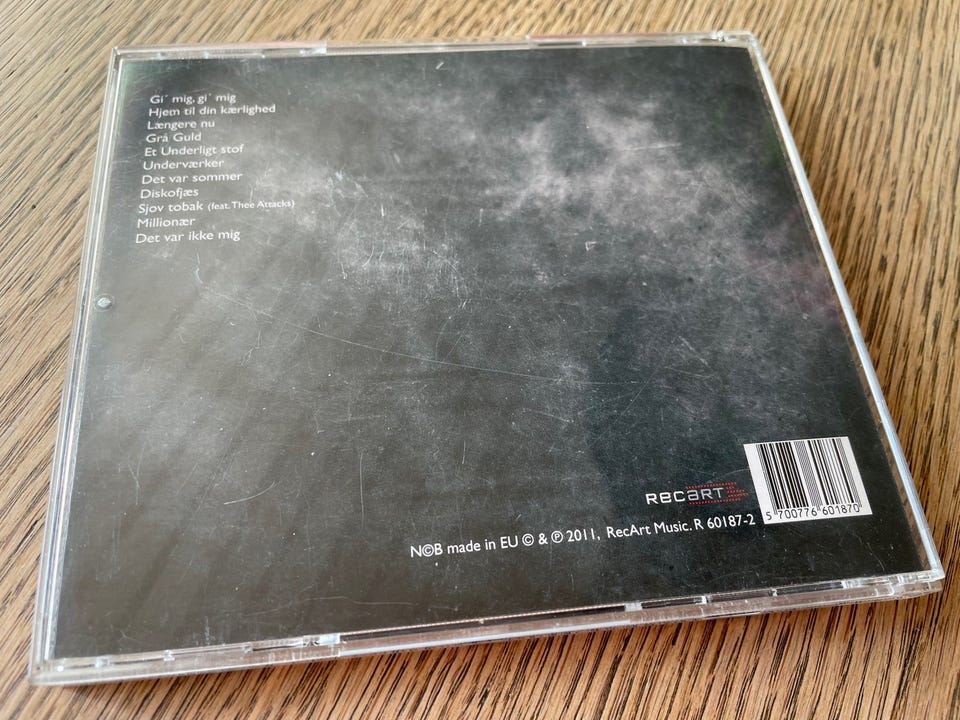 Gi´ mig, gi´ mig
Hjem til din kærlighed
Længere nu
Grå Guld
Et Underligt stof
Underværker
Det var sommer
Diskofjæs
Sjov tobak (feat. Thee Attacks)
Millionær
Det var ikke mig
RECART
5 700776 601870
N©B made in EU © & ℗ 2011, RecArt Music. R 60187-2